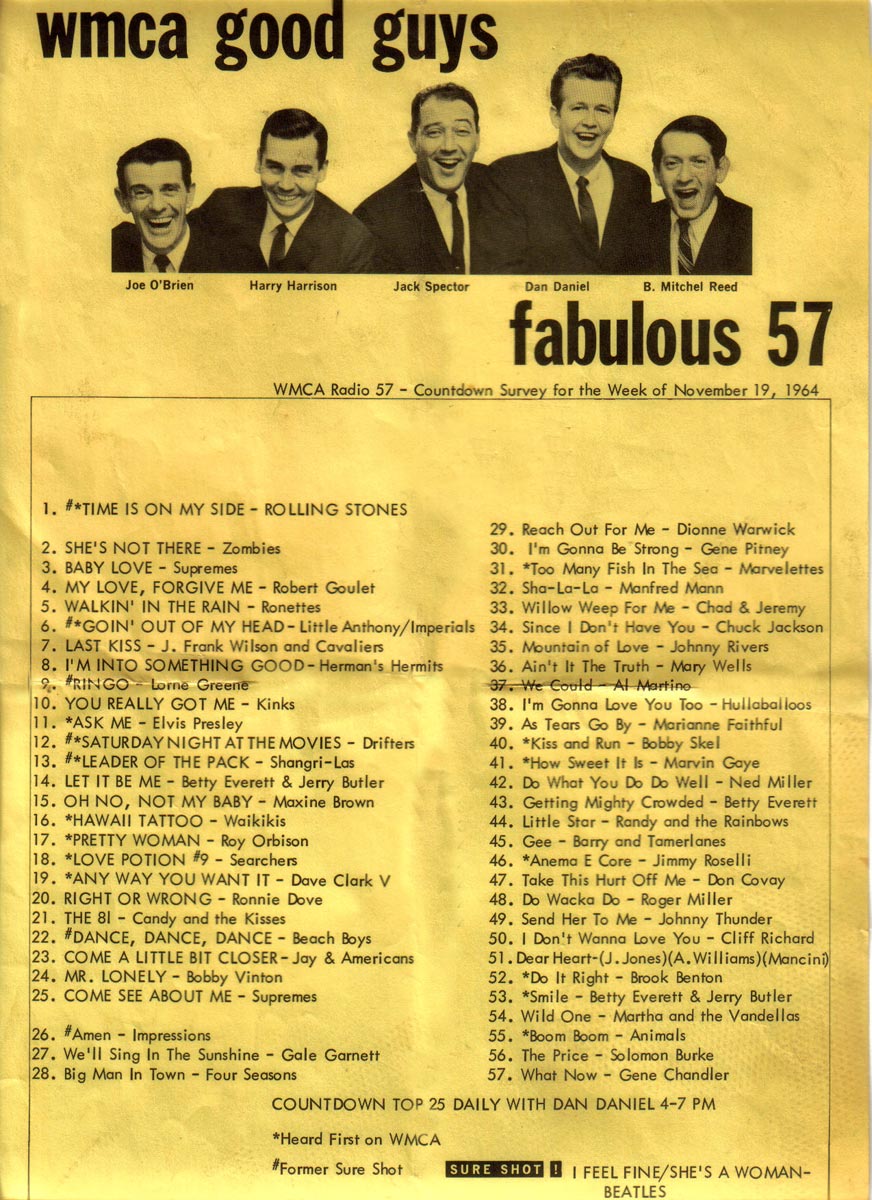 wmca good guys
Joe O'Brien
Harry Harrison
Jack Spector
Dan Daniel
B. Mitchel Reed
fabulous 57
WMCA Radio 57 - Countdown Survey for the Week of November 19, 1964
1. #*TIME IS ON MY SIDE - ROLLING STONES
2. SHE'S NOT THERE - Zombies
3. BABY LOVE - Supremes
4. MY LOVE, FORGIVE ME - Robert Goulet
5. WALKIN' IN THE RAIN - Ronettes
6. #*GOIN' OUT OF MY HEAD - Little Anthony/Imperials
7. LAST KISS - J. Frank Wilson and Cavaliers
8. I'M INTO SOMETHING GOOD - Herman's Hermits
9. #RINGO - Lorne Greene
10. YOU REALLY GOT ME - Kinks
11. *ASK ME - Elvis Presley
12. #*SATURDAY NIGHT AT THE MOVIES - Drifters
13. #*LEADER OF THE PACK - Shangri-Las
14. LET IT BE ME - Betty Everett & Jerry Butler
15. OH NO, NOT MY BABY - Maxine Brown
16. *HAWAII TATTOO - Waikikis
17. *PRETTY WOMAN - Roy Orbison
18. *LOVE POTION #9 - Searchers
19. *ANY WAY YOU WANT IT - Dave Clark V
20. RIGHT OR WRONG - Ronnie Dove
21. THE 81 - Candy and the Kisses
22. #DANCE, DANCE, DANCE - Beach Boys
23. COME A LITTLE BIT CLOSER - Jay & Americans
24. MR. LONELY - Bobby Vinton
25. COME SEE ABOUT ME - Supremes
26. #Amen - Impressions
27. We'll Sing In The Sunshine - Gale Garnett
28. Big Man In Town - Four Seasons
29. Reach Out For Me - Dionne Warwick
30. I'm Gonna Be Strong - Gene Pitney
31. *Too Many Fish In The Sea - Marvelettes
32. Sha-La-La - Manfred Mann
33. Willow Weep For Me - Chad & Jeremy
34. Since I Don't Have You - Chuck Jackson
35. Mountain of Love - Johnny Rivers
36. Ain't It The Truth - Mary Wells
37. We Could - Al Martino
38. I'm Gonna Love You Too - Hullaballoos
39. As Tears Go By - Marianne Faithful
40. *Kiss and Run - Bobby Skel
41. *How Sweet It Is - Marvin Gaye
42. Do What You Do Do Well - Ned Miller
43. Getting Mighty Crowded - Betty Everett
44. Little Star - Randy and the Rainbows
45. Gee - Barry and Tamerlanes
46. *Anema E Core - Jimmy Roselli
47. Take This Hurt Off Me - Don Covay
48. Do Wacka Do - Roger Miller
49. Send Her To Me - Johnny Thunder
50. I Don't Wanna Love You - Cliff Richard
51. Dear Heart-(J. Jones)(A. Williams)(Mancini)
52. *Do It Right - Brook Benton
53. *Smile - Betty Everett & Jerry Butler
54. Wild One - Martha and the Vandellas
55. *Boom Boom - Animals
56. The Price - Solomon Burke
57. What Now - Gene Chandler
COUNTDOWN TOP 25 DAILY WITH DAN DANIEL 4-7 PM
*Heard First on WMCA
#Former Sure Shot
SURE SHOT ! I FEEL FINE/SHE'S A WOMAN-
BEATLES